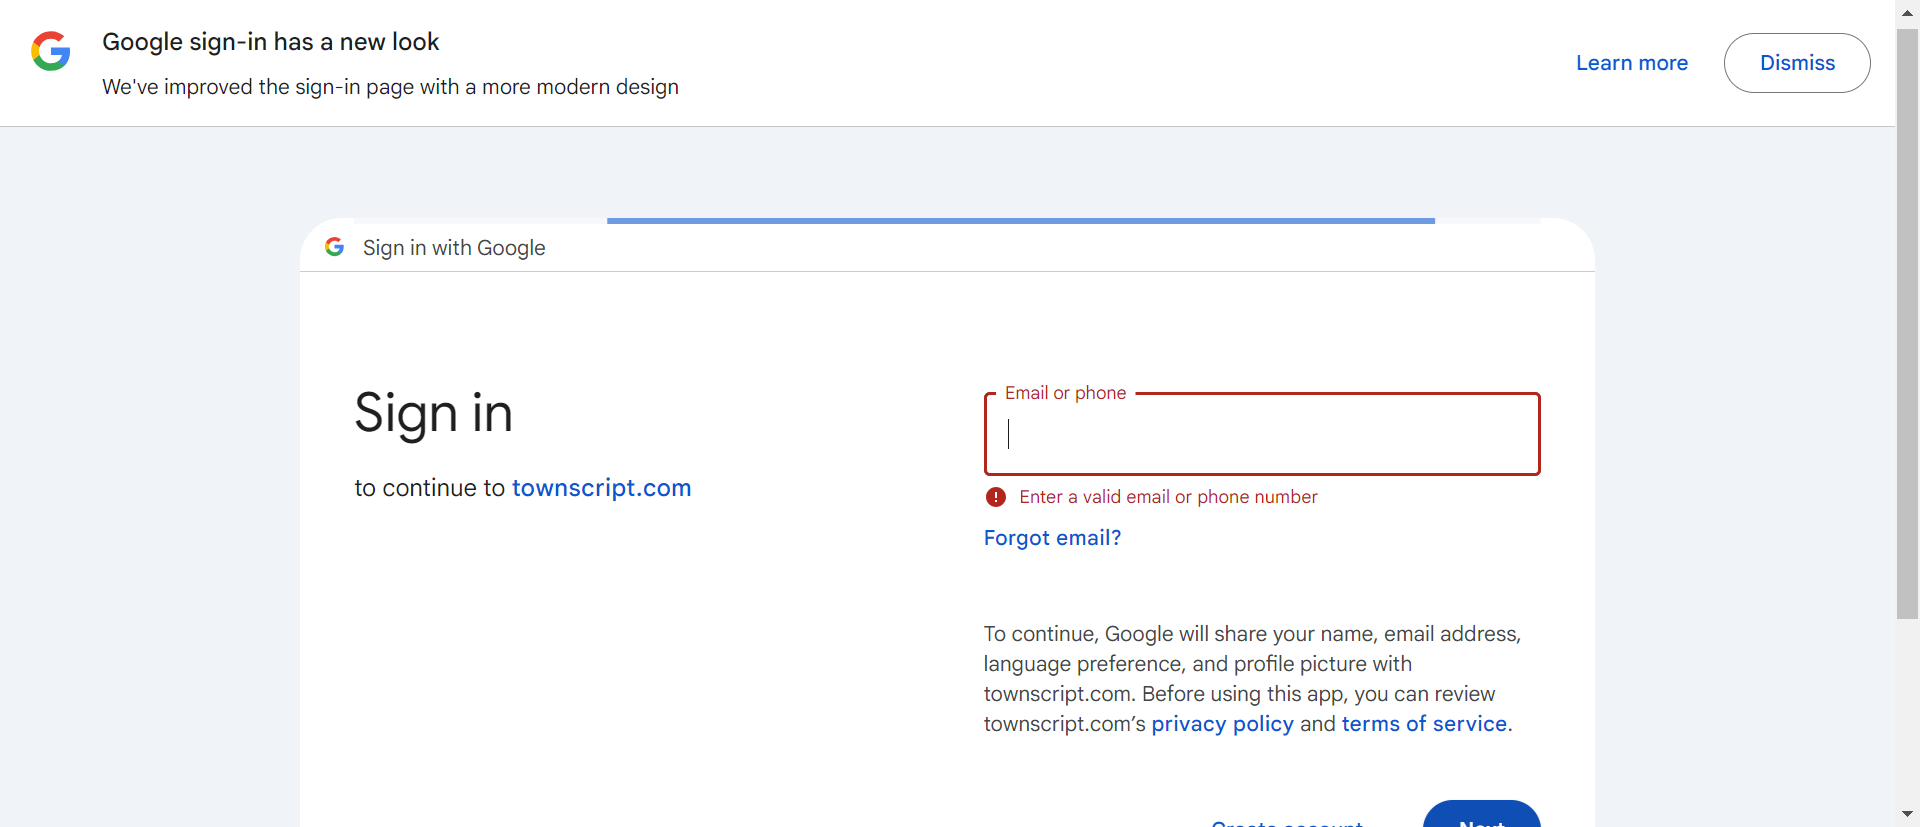 Google sign-in has a new look
We've improved the sign-in page with a more modern design
Learn more
Dismiss
Sign in with Google
Sign in
to continue to townscript.com
Email or phone
Enter a valid email or phone number
Forgot email?
To continue, Google will share your name, email address,
language preference, and profile picture with
townscript.com. Before using this app, you can review
townscript.com’s privacy policy and terms of service.
Create account
Next